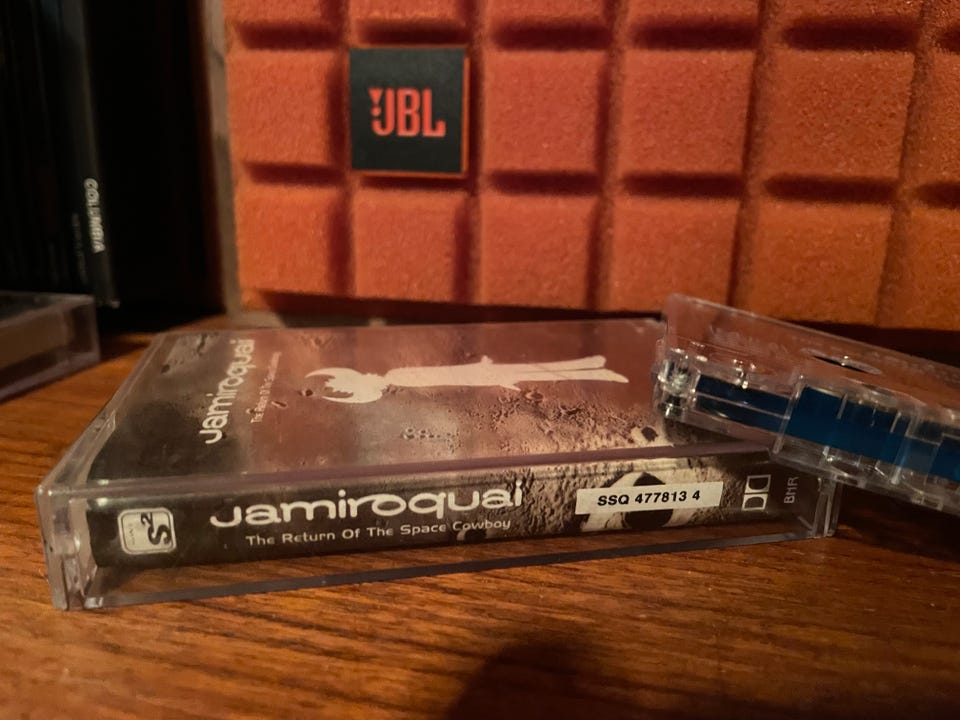 JBL
COLUMBIA
jamiroquai
The Return Of The Space Cowboy
S²
jamiroquai
The Return Of The Space Cowboy
SSQ 477813 4
BHR